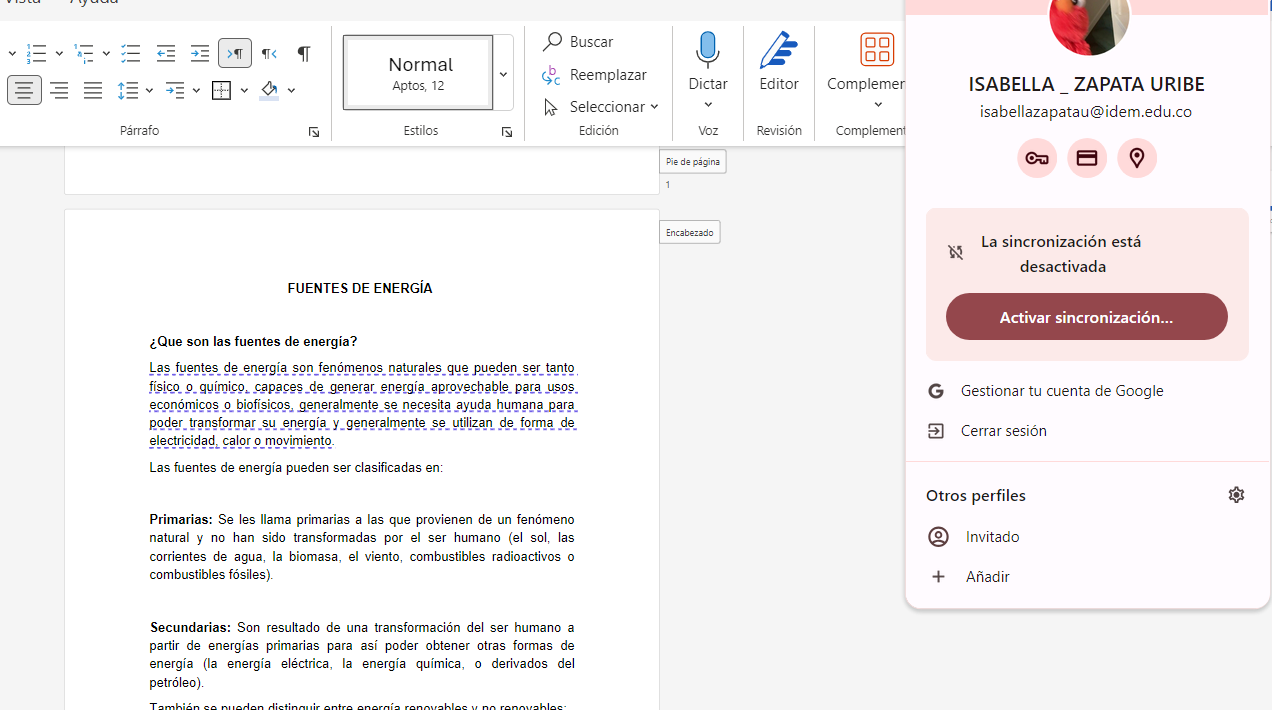 Vista Ayuda
Normal
Aptos, 12
Buscar
Reemplazar
Seleccionar
Dictar
Editor
Complemen
Párrafo
Estilos
Edición
Voz
Revisión
Complement
Pie de página
1
Encabezado
FUENTES DE ENERGÍA
¿Que son las fuentes de energía?
Las fuentes de energía son fenómenos naturales que pueden ser tanto
físico o químico, capaces de generar energía aprovechable para usos
económicos o biofísicos, generalmente se necesita ayuda humana para
poder transformar su energía y generalmente se utilizan de forma de
electricidad, calor o movimiento.
Las fuentes de energía pueden ser clasificadas en:
Primarias: Se les llama primarias a las que provienen de un fenómeno
natural y no han sido transformadas por el ser humano (el sol, las
corrientes de agua, la biomasa, el viento, combustibles radioactivos o
combustibles fósiles).
Secundarias: Son resultado de una transformación del ser humano a
partir de energías primarias para así poder obtener otras formas de
energía (la energía eléctrica, la energía química, o derivados del
petróleo).
También se pueden distinguir entre energía renovables y no renovables:
ISABELLA _ ZAPATA URIBE
isabellazapatau@idem.edu.co
La sincronización está
desactivada
Activar sincronización...
Gestionar tu cuenta de Google
Cerrar sesión
Otros perfiles
Invitado
Añadir